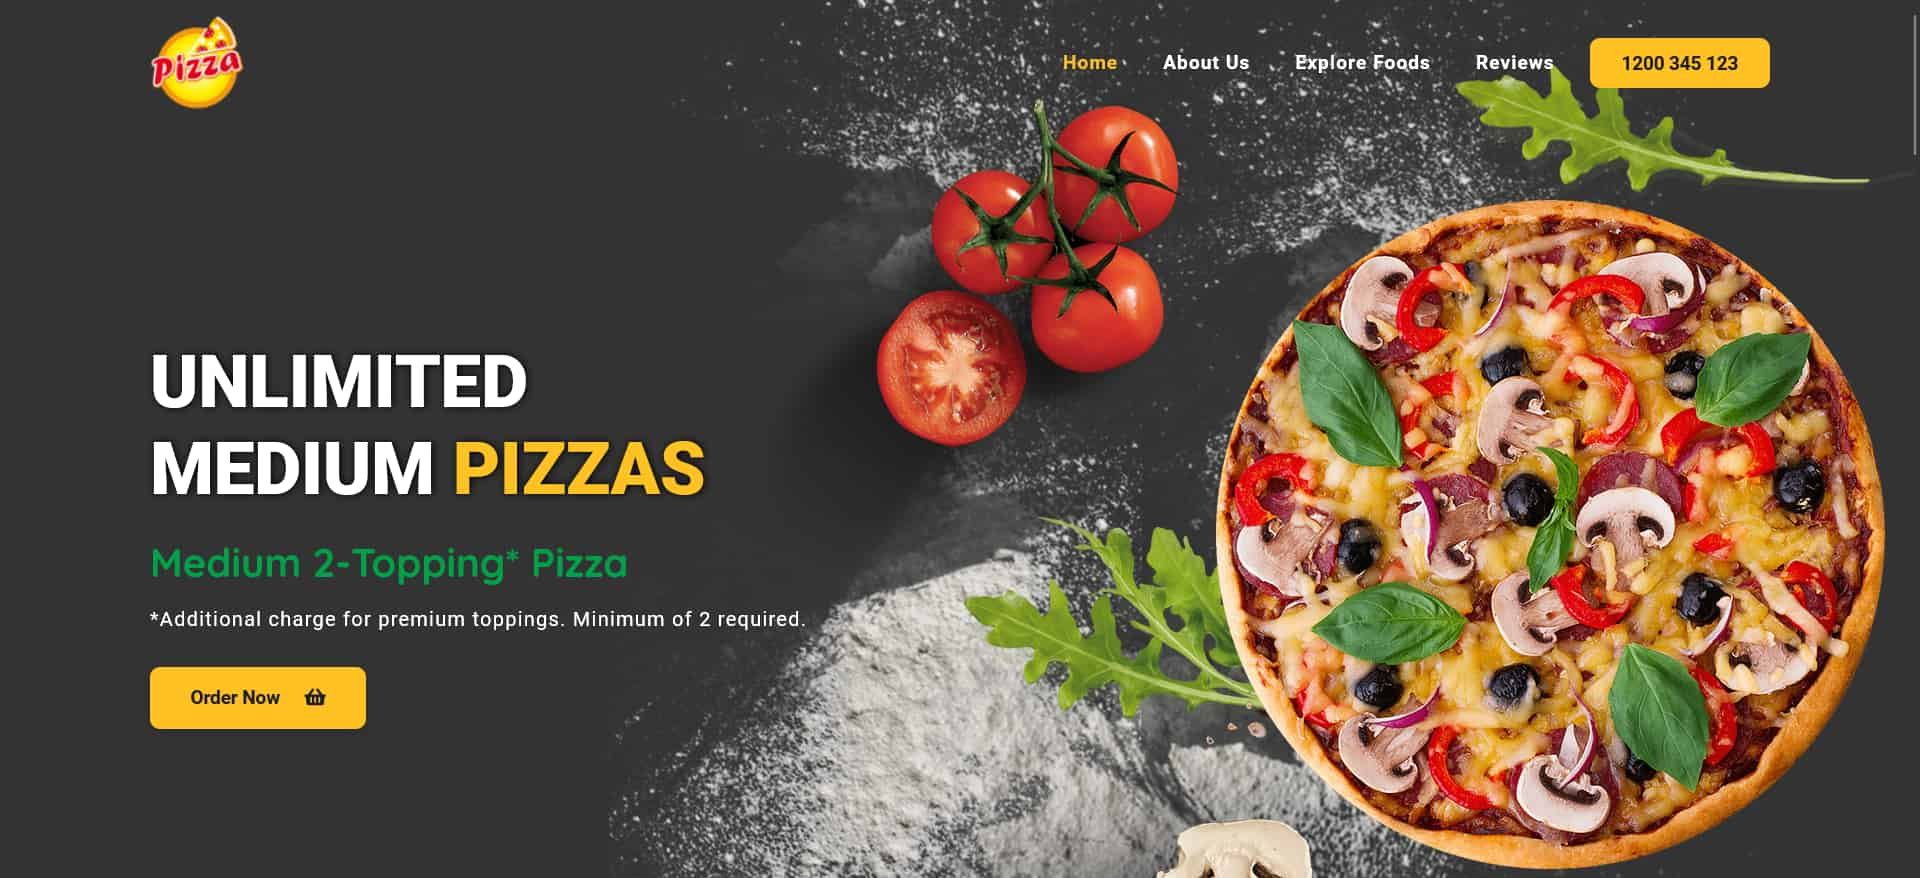 Pizza
Home About Us Explore Foods Reviews 1200 345 123
UNLIMITED
MEDIUM PIZZAS
Medium 2-Topping* Pizza
*Additional charge for premium toppings. Minimum of 2 required.
Order Now